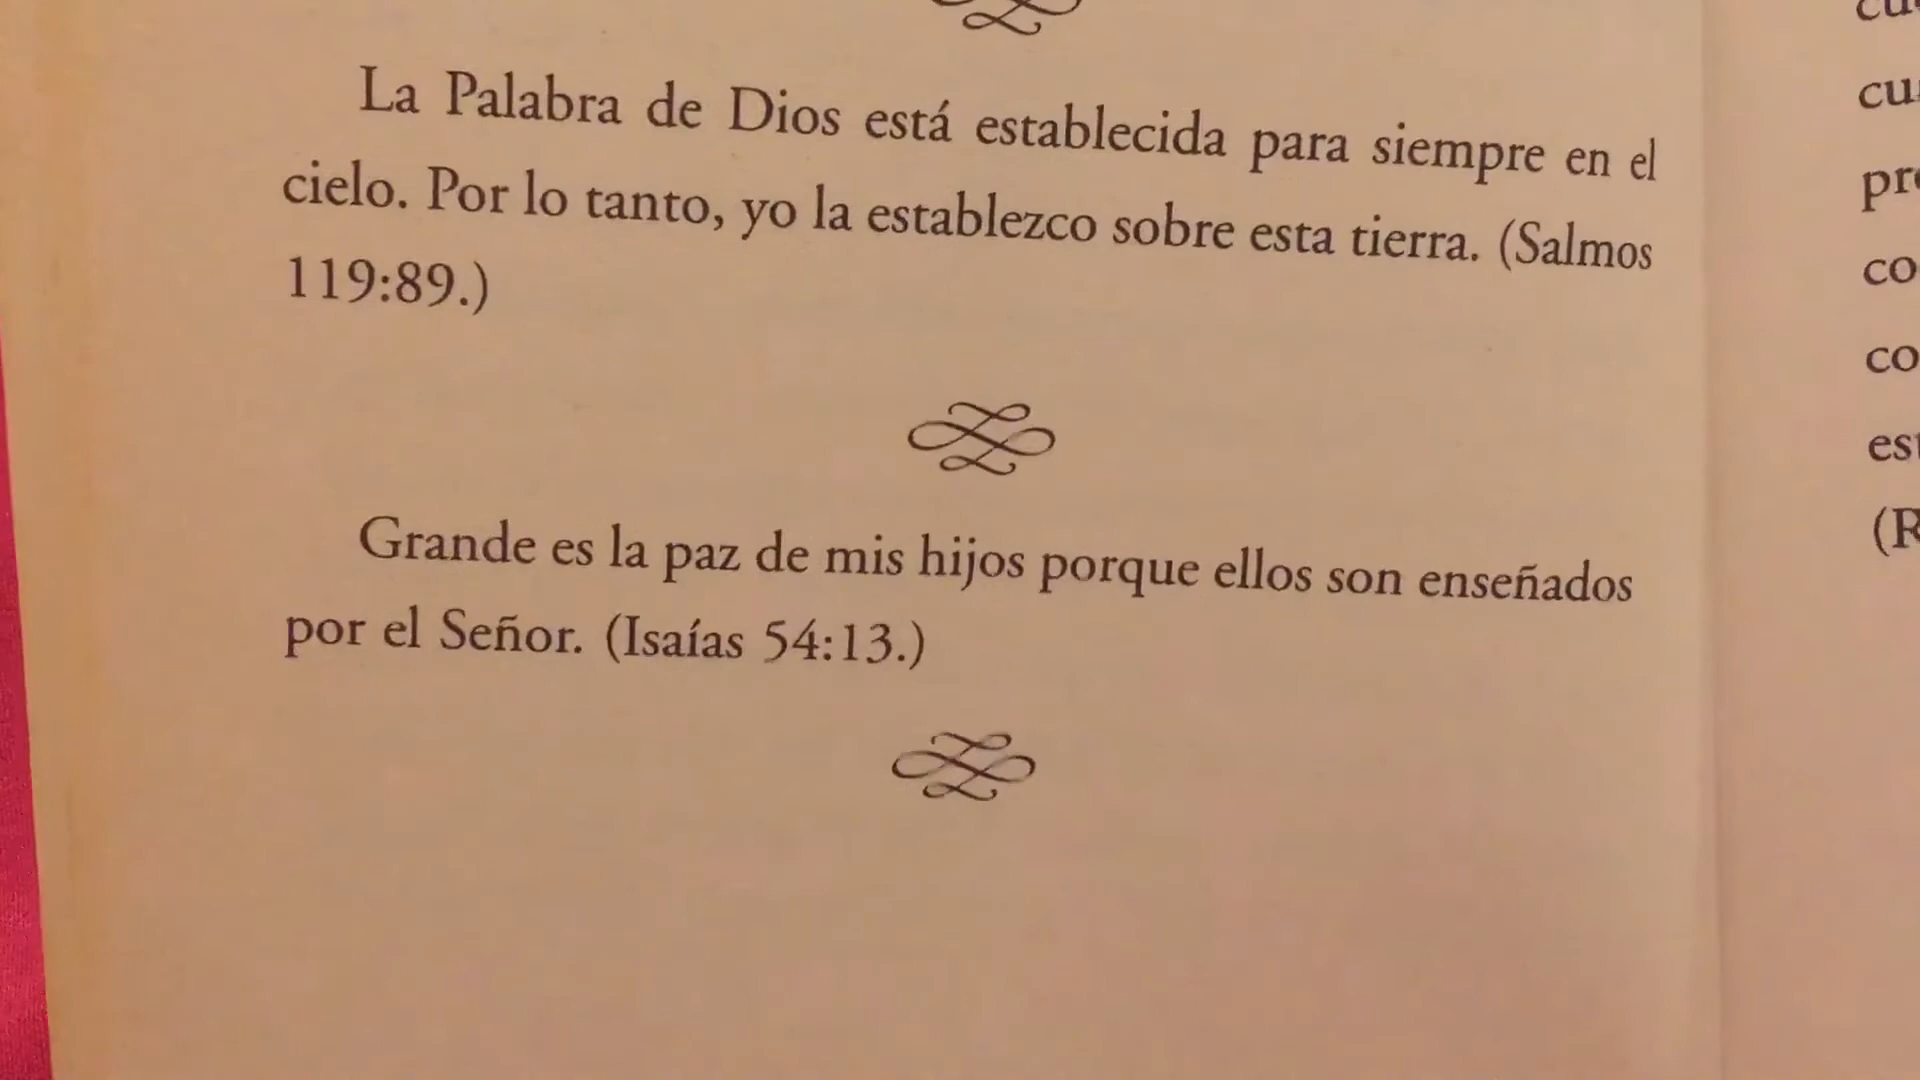 La Palabra de Dios está establecida para siempre en el
cielo. Por lo tanto, yo la establezco sobre esta tierra. (Salmos
119:89.)
Grande es la paz de mis hijos porque ellos son enseñados
por el Señor. (Isaías 54:13.)